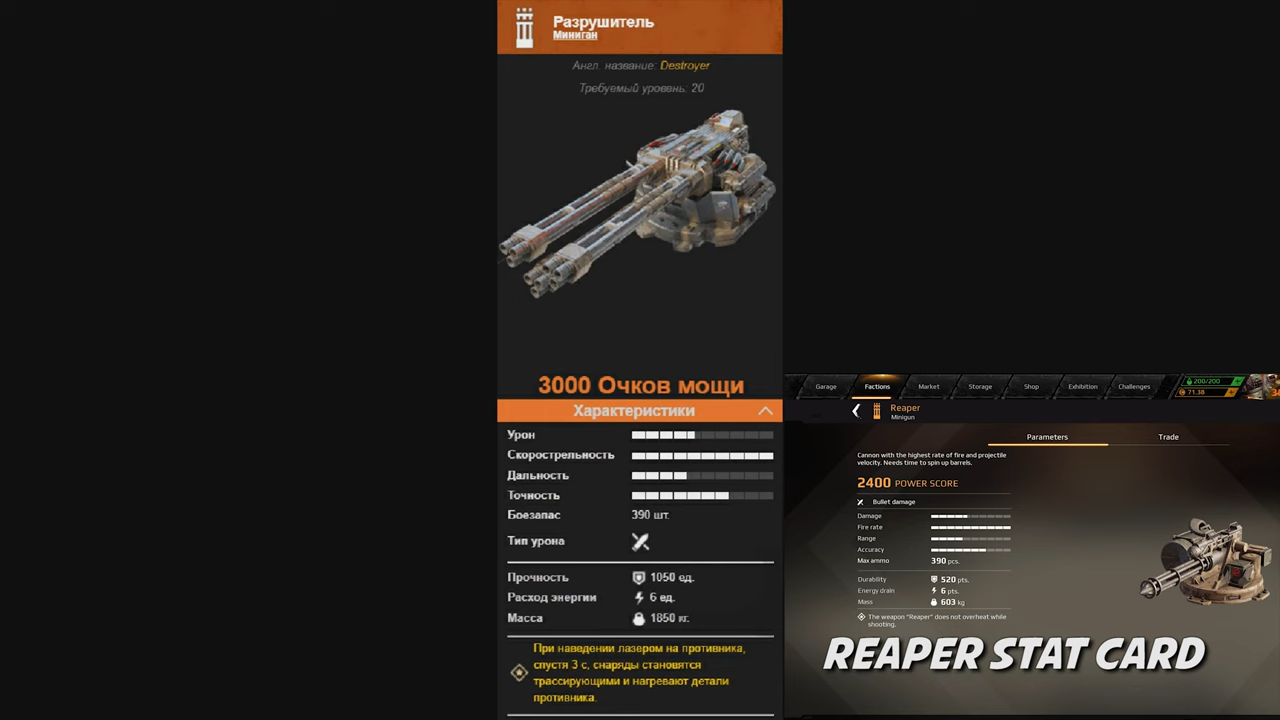 Разрушитель
Миниган
Англ. название: Destroyer
Требуемый уровень: 20
3000 Очков мощи
Характеристики
Урон
Скорострельность
Дальность
Точность
Боезапас 390 шт.
Тип урона
Прочность 1050 ед.
Расход энергии 6 ед.
Масса 1850 кг.
При наведении лазером на противника,
спустя 3 с, снаряды становятся
трассирующими и нагревают детали
противника.
Garage Factions Market Storage Shop Exhibition Challenges
200/200
71.38
Reaper
Minigun
Parameters Trade
Cannon with the highest rate of fire and projectile
velocity. Needs time to spin up barrels.
2400 POWER SCORE
Bullet damage
Damage
Fire rate
Range
Accuracy
Max ammo 390 pcs.
Durability 520 pts.
Energy drain 6 pts.
Mass 603 kg
The weapon "Reaper" does not overheat while
shooting.
REAPER STAT CARD